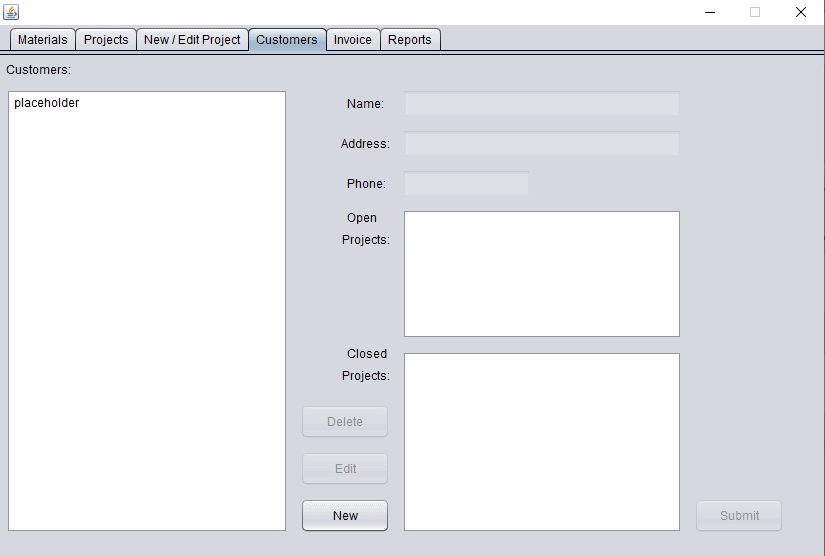 Materials Projects New / Edit Project Customers Invoice Reports
Customers:
placeholder
Name:
Address:
Phone:
Open
Projects:
Closed
Projects:
Delete
Edit
New
Submit